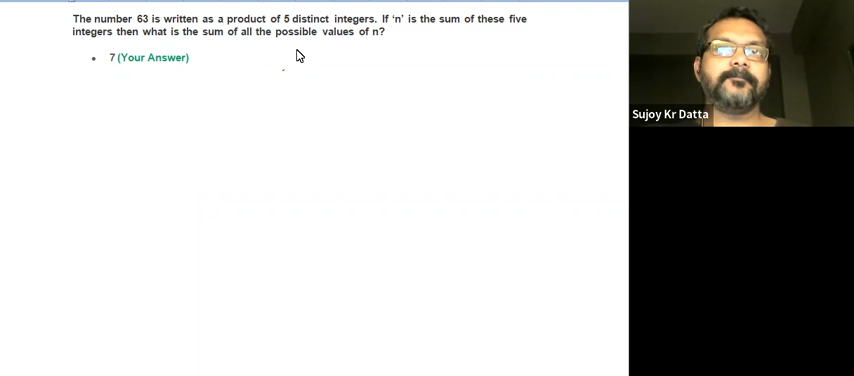 The number 63 is written as a product of 5 distinct integers. If ‘n’ is the sum of these five
integers then what is the sum of all the possible values of n?
• 7 (Your Answer)
Sujoy Kr Datta